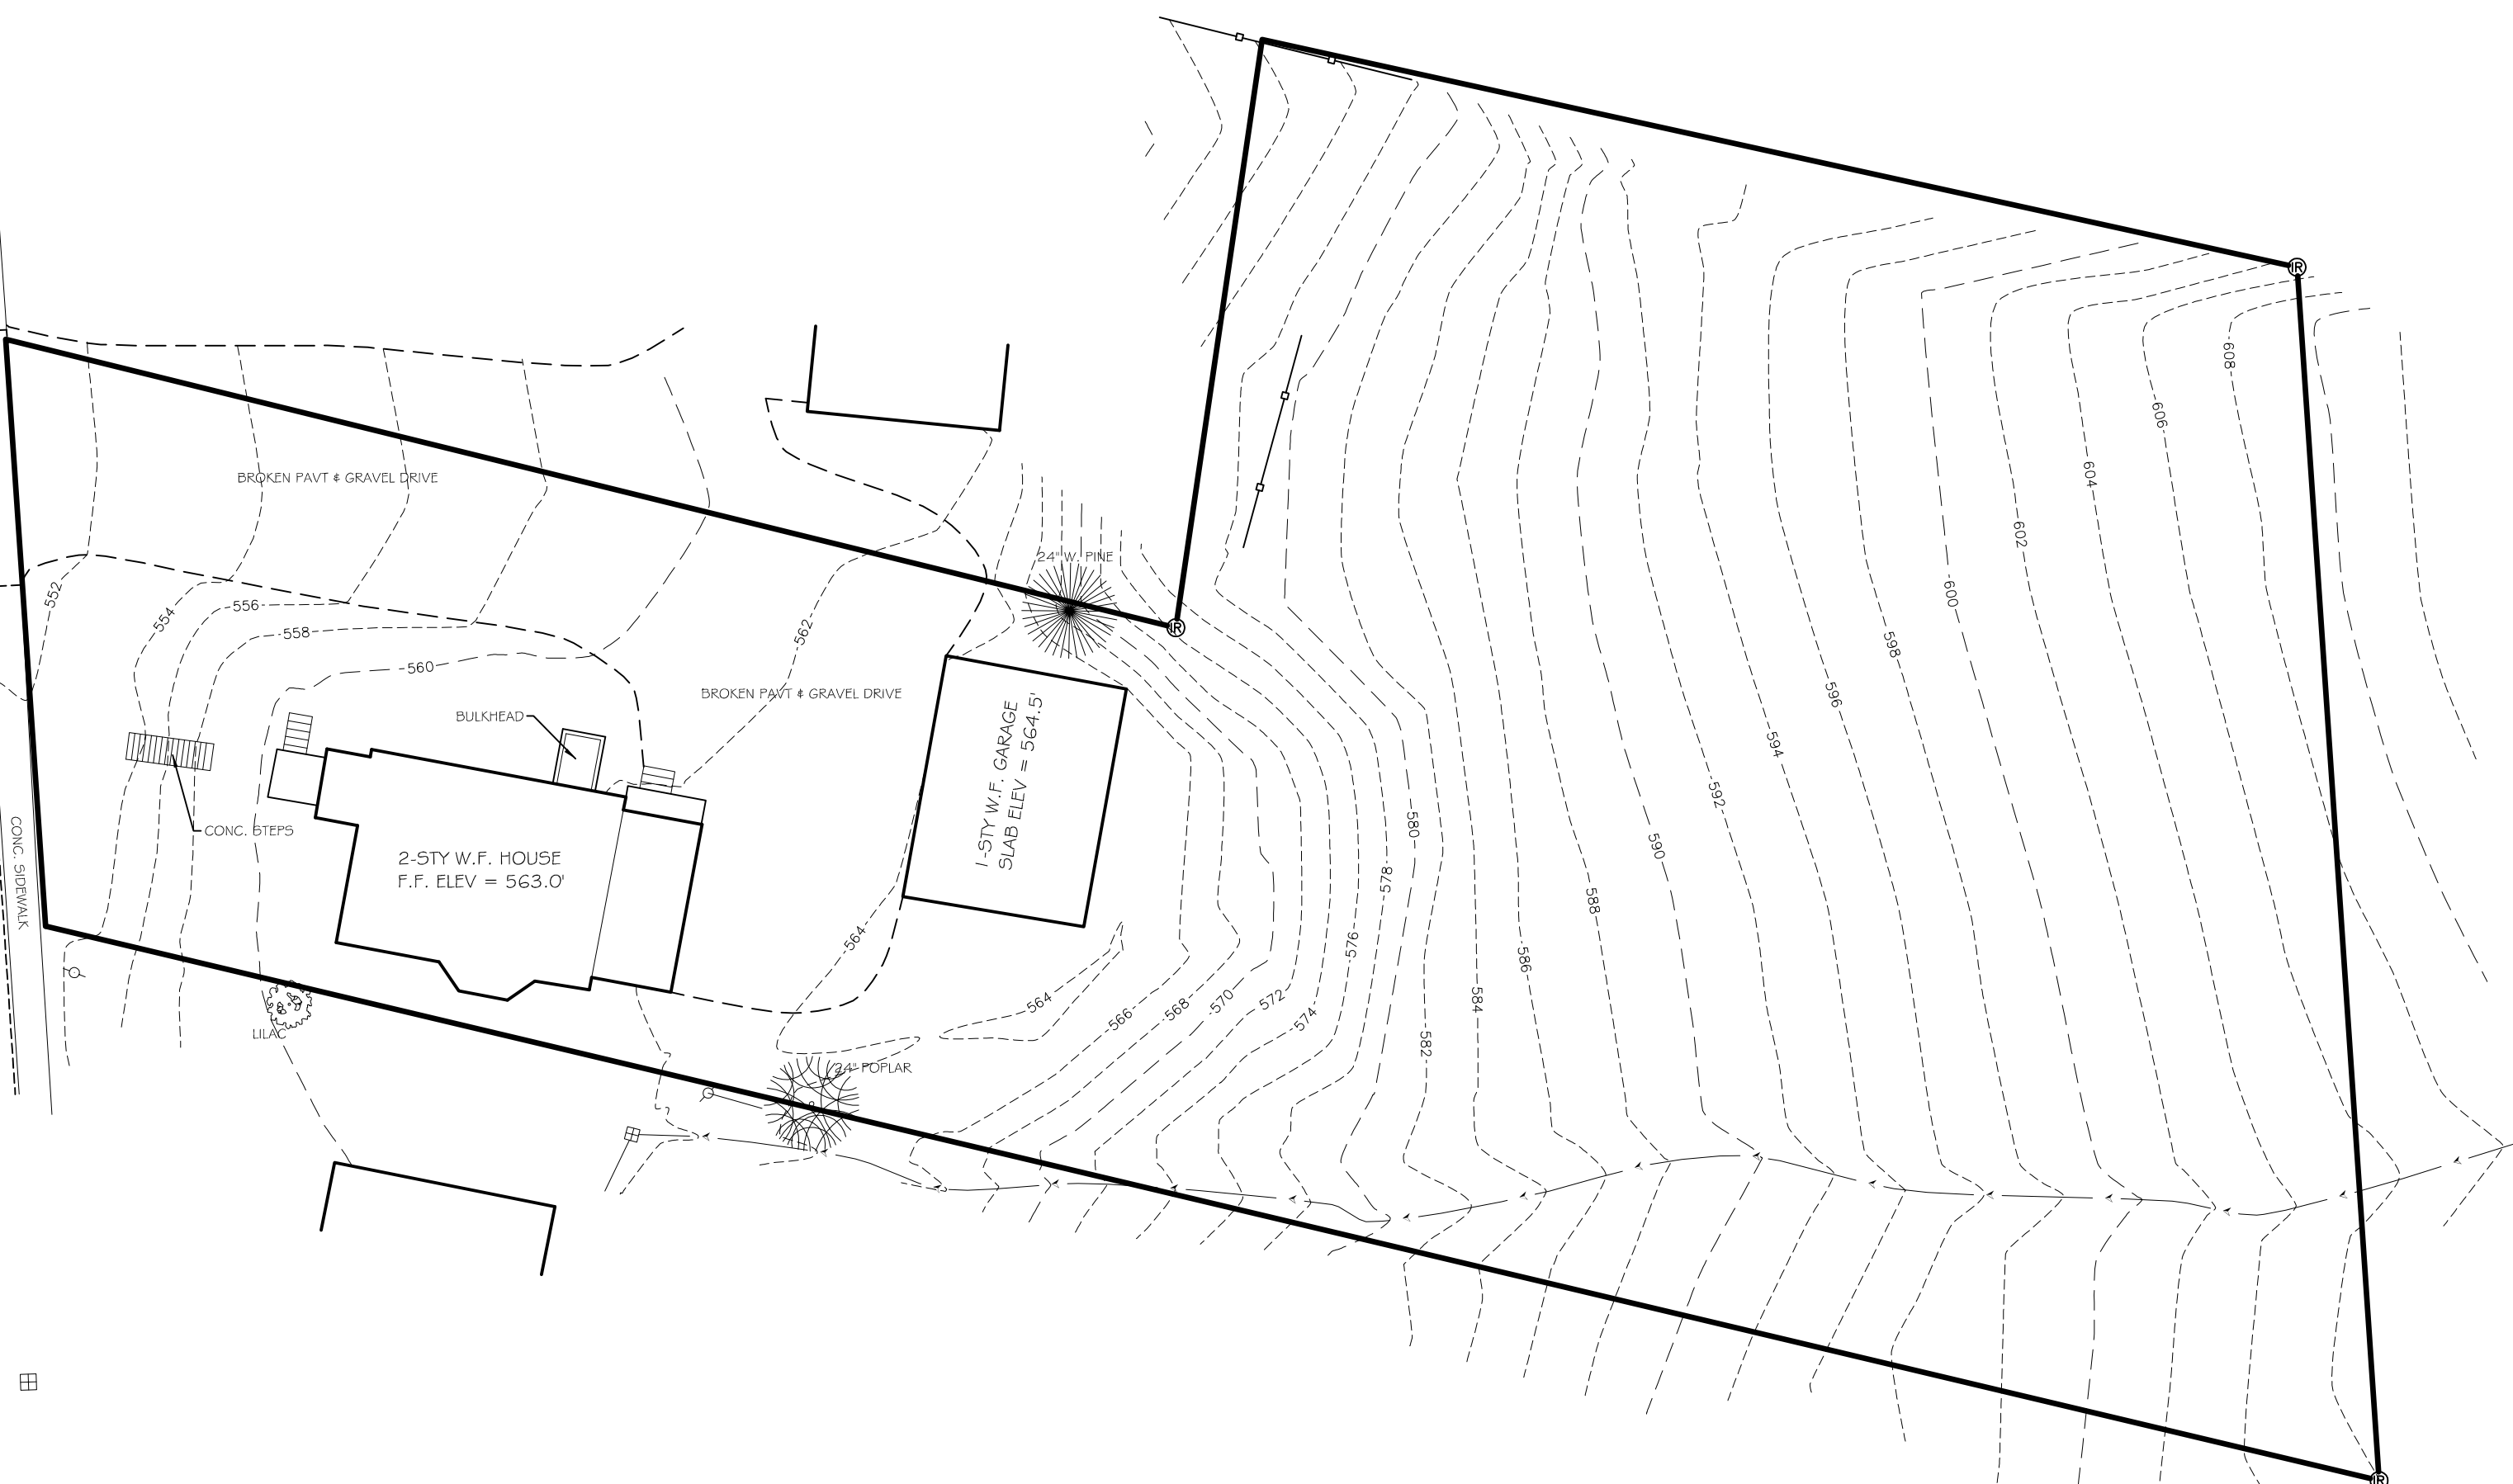 IR
608
606
BROKEN PAVT & GRAVEL DRIVE
604
602
24" W. PINE
552
600
556
554
IR
558
562
598
560
BROKEN PAVT & GRAVEL DRIVE
596
BULKHEAD
594
1-STY W.F. GARAGE
SLAB ELEV = 564.5'
592
CONC. STEPS
580
590
2-STY W.F. HOUSE
F.F. ELEV = 563.0'
CONC. SIDEWALK
578
588
564
576
586
564
570
572
584
568
566
574
LILAC
582
24" POPLAR
IR